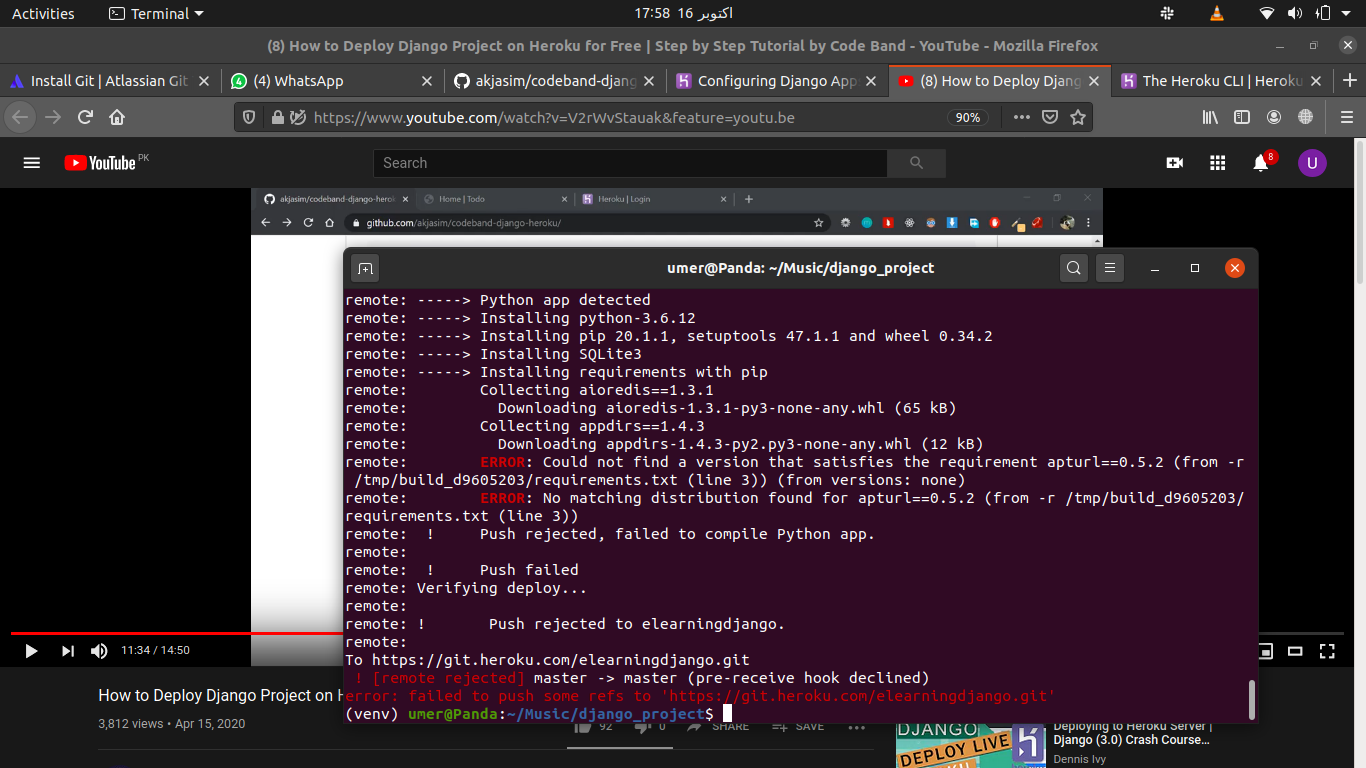 Activities
Terminal
17:58 16 اکتوبر
(8) How to Deploy Django Project on Heroku for Free | Step by Step Tutorial by Code Band - YouTube - Mozilla Firefox
Install Git | Atlassian Git
(4) WhatsApp
akjasim/codeband-djang
Configuring Django App
(8) How to Deploy Djang
The Heroku CLI | Heroku
https://www.youtube.com/watch?v=V2rWvStauak&feature=youtu.be
90%
YouTube PK
Search
8
U
akjasim/codeband-django-herok
Home | Todo
Heroku | Login
github.com/akjasim/codeband-django-heroku/
umer@Panda: ~/Music/django_project
remote: -----> Python app detected
remote: -----> Installing python-3.6.12
remote: -----> Installing pip 20.1.1, setuptools 47.1.1 and wheel 0.34.2
remote: -----> Installing SQLite3
remote: -----> Installing requirements with pip
remote:        Collecting aioredis==1.3.1
remote:          Downloading aioredis-1.3.1-py3-none-any.whl (65 kB)
remote:        Collecting appdirs==1.4.3
remote:          Downloading appdirs-1.4.3-py2.py3-none-any.whl (12 kB)
remote:        ERROR: Could not find a version that satisfies the requirement apturl==0.5.2 (from -r
/tmp/build_d9605203/requirements.txt (line 3)) (from versions: none)
remote:        ERROR: No matching distribution found for apturl==0.5.2 (from -r /tmp/build_d9605203/
requirements.txt (line 3))
remote:  !     Push rejected, failed to compile Python app.
remote:
remote:  !     Push failed
remote: Verifying deploy...
remote:
remote: !       Push rejected to elearningdjango.
remote:
To https://git.heroku.com/elearningdjango.git
 ! [remote rejected] master -> master (pre-receive hook declined)
error: failed to push some refs to 'https://git.heroku.com/elearningdjango.git'
(venv) umer@Panda:~/Music/django_project$
11:34 / 14:50
How to Deploy Django Project on H
3,812 views • Apr 15, 2020
92
0
SHARE
SAVE
DJANGO
DEPLOY LIVE
Deploying to Heroku Server |
Django (3.0) Crash Course...
Dennis Ivy